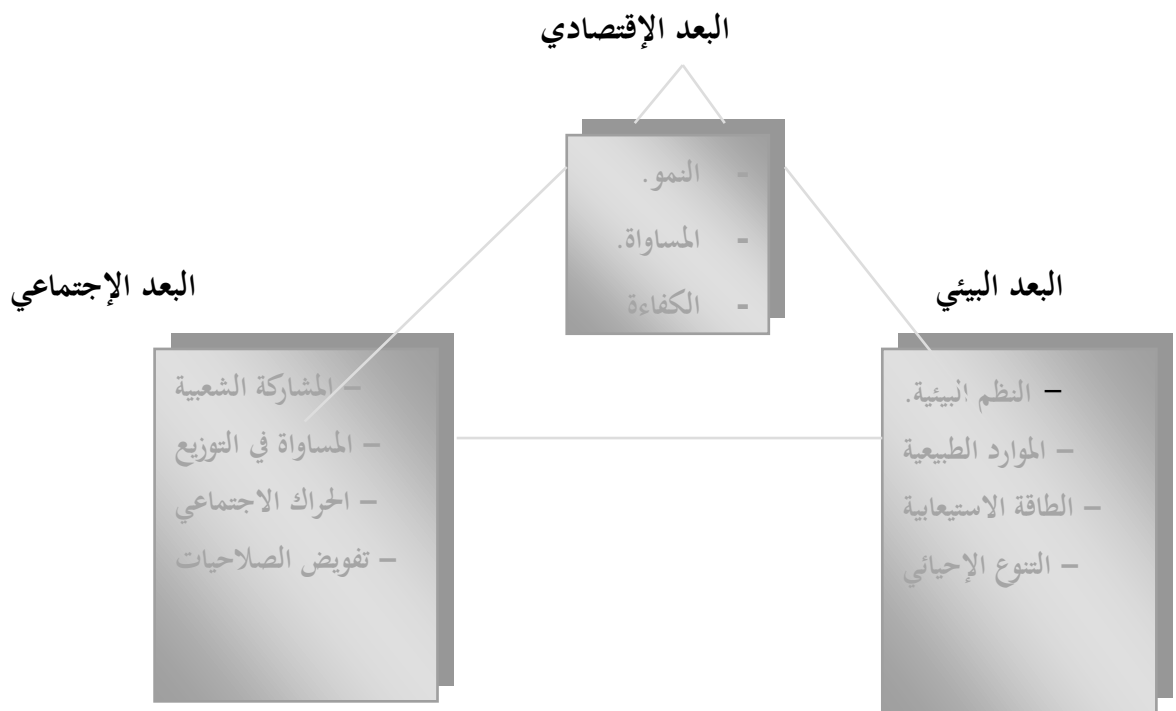 البعد الإقتصادي
- النمو.
- المساواة.
- الكفاءة
البعد البيئي
– النظم البيئية.
– الموارد الطبيعية
– الطاقة الاستيعابية
– التنوع الإحيائي
البعد الإجتماعي
– المشاركة الشعبية
– المساواة في التوزيع
– الحراك الاجتماعي
– تفويض الصلاحيات